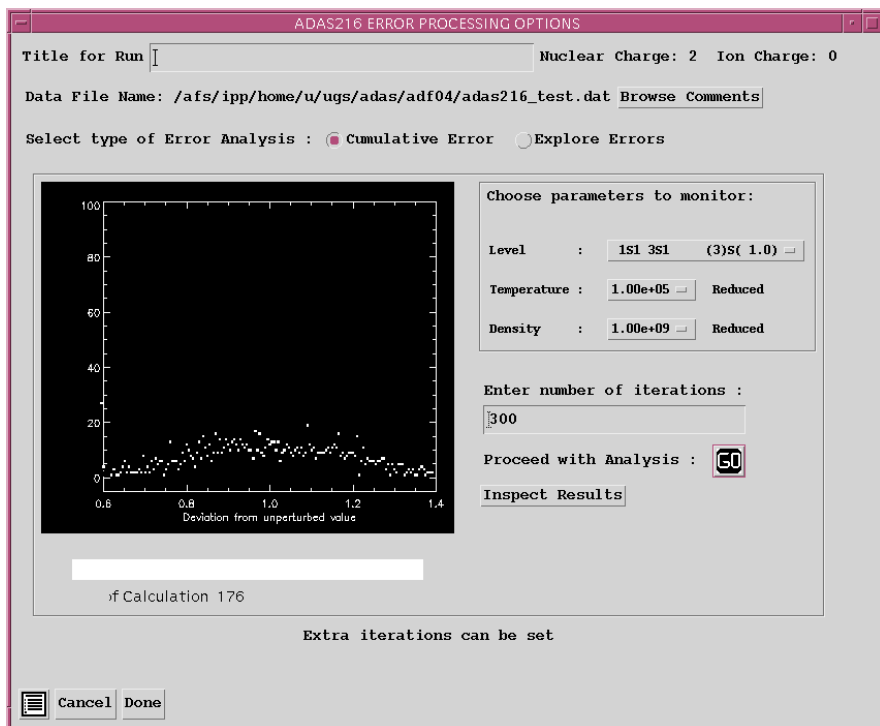 ADAS216 ERROR PROCESSING OPTIONS
Title for Run Nuclear Charge: 2 Ion Charge: 0
Data File Name: /afs/ipp/home/u/ugs/adas/adf04/adas216_test.dat Browse Comments
Select type of Error Analysis : Cumulative Error Explore Errors
100
80
60
40
20
0
0.6 0.8 1.0 1.2 1.4
Deviation from unperturbed value
Choose parameters to monitor:
Level : 1S1 3S1 (3)S( 1.0)
Temperature : 1.00e+05 Reduced
Density : 1.00e+09 Reduced
Enter number of iterations :
300
Proceed with Analysis : GO
Inspect Results
of Calculation 176
Extra iterations can be set
Cancel Done